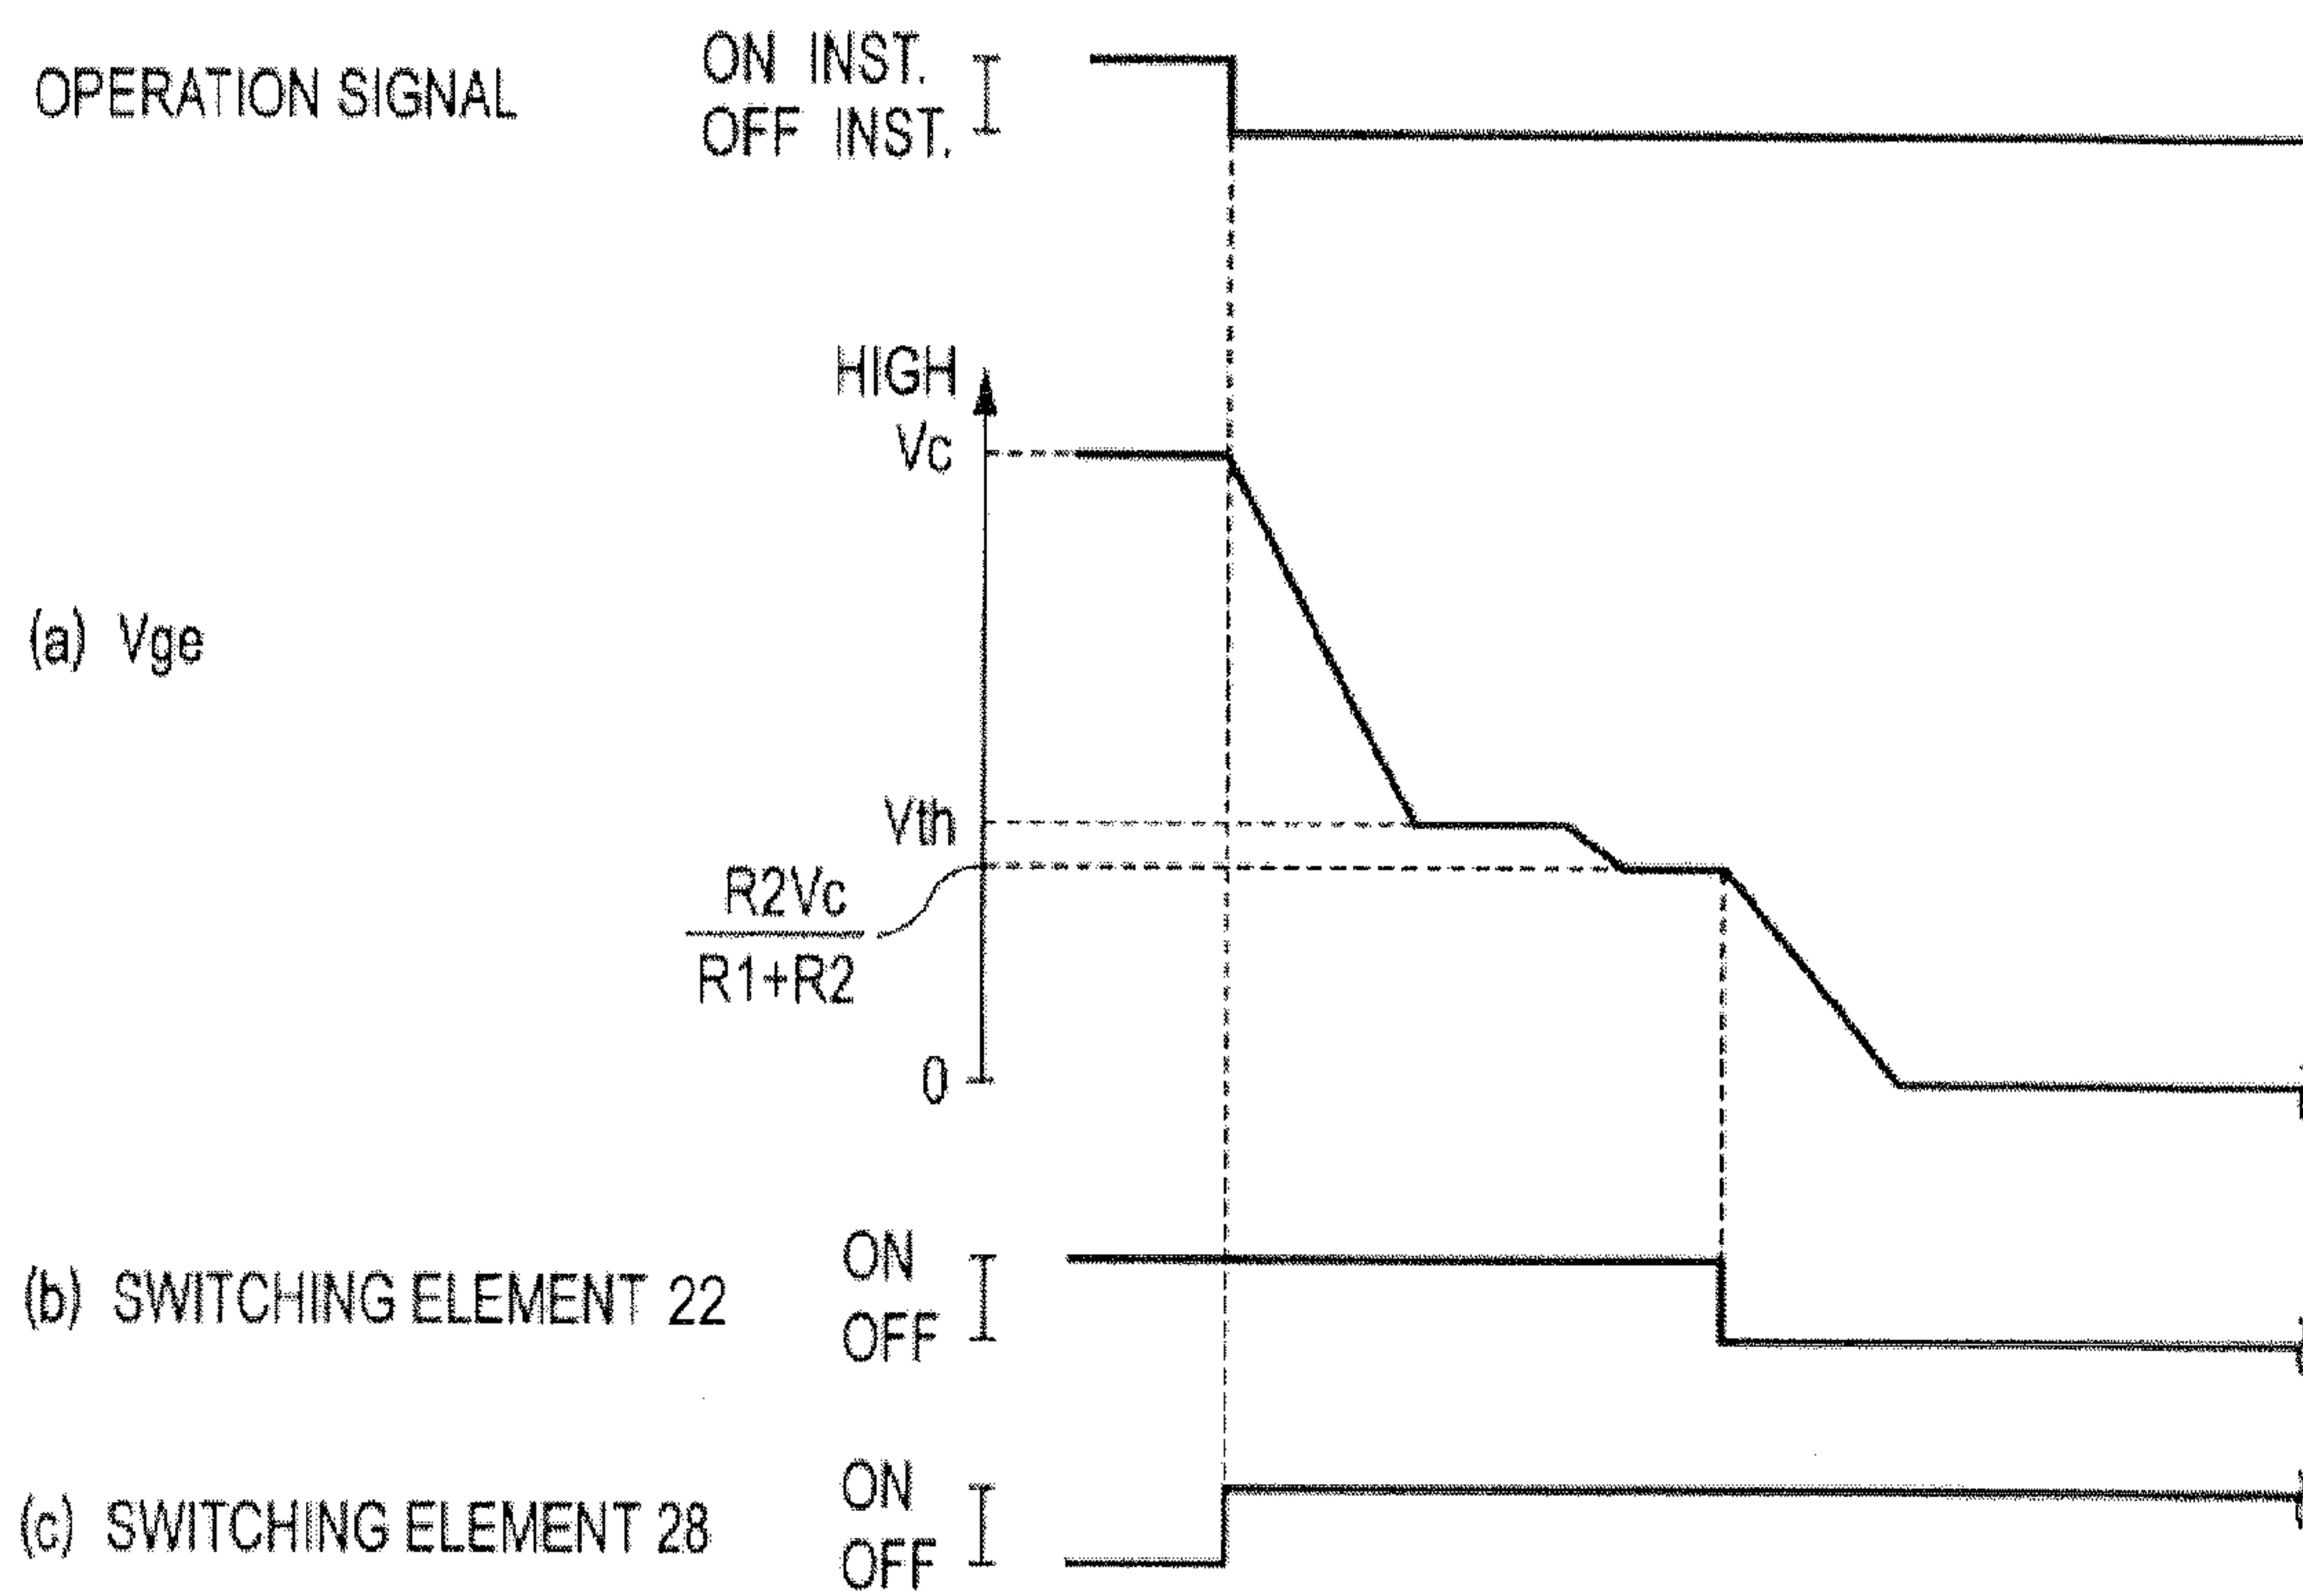 OPERATION SIGNAL
ON INST.
OFF INST.
HIGH
Vc
(a) Vge
Vth
R2Vc
R1+R2
0
(b) SWITCHING ELEMENT 22
ON
OFF
(c) SWITCHING ELEMENT 28
ON
OFF